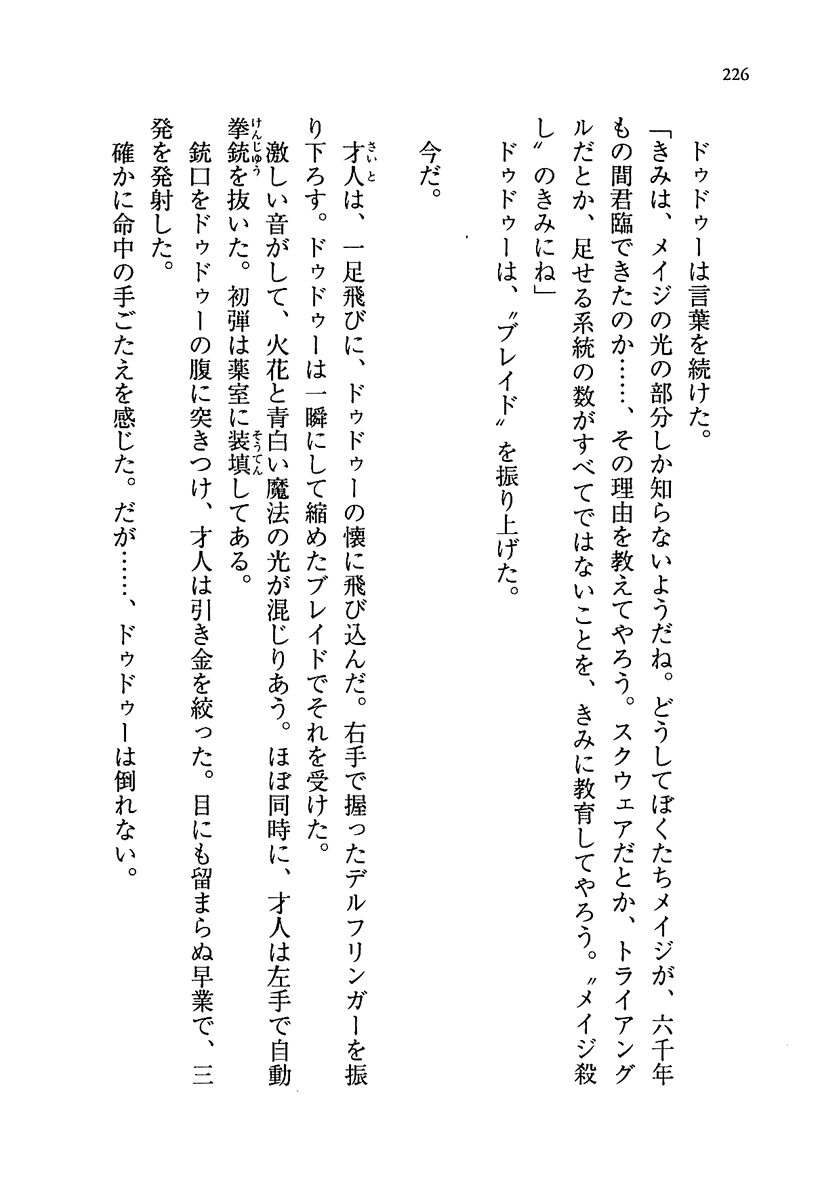 226
ドゥドゥーは言葉を続けた。
「きみは、メイジの光の部分しか知らないようだね。どうしてぼくたちメイジが、六千年
もの間君臨できたのか……、その理由を教えてやろう。スクウェアだとか、トライアング
ルだとか、足せる系統の数がすべてではないことを、きみに教育してやろう。〝メイジ殺
し〟のきみにね」
ドゥドゥーは、〝ブレイド〟を振り上げた。
今だ。
才人は、一足飛びに、ドゥドゥーの懐に飛び込んだ。右手で握ったデルフリンガーを振
さいと
り下ろす。ドゥドゥーは一瞬にして縮めたブレイドでそれを受けた。
激しい音がして、火花と青白い魔法の光が混じりあう。ほぼ同時に、才人は左手で自動
拳銃を抜いた。初弾は薬室に装填してある。
けんじゅう
そうてん
銃口をドゥドゥーの腹に突きつけ、才人は引き金を絞った。目にも留まらぬ早業で、三
発を発射した。
確かに命中の手ごたえを感じた。だが……、ドゥドゥーは倒れない。